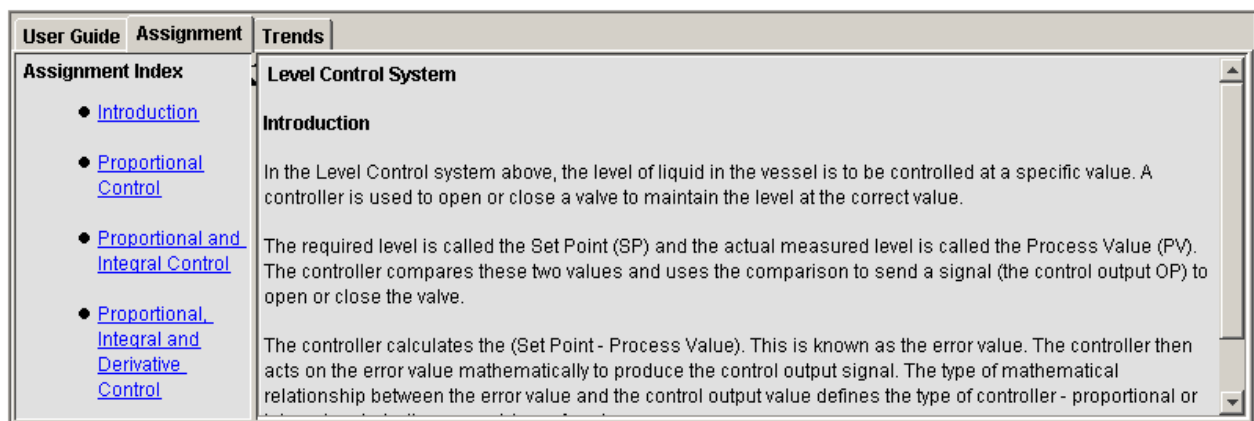 User Guide Assignment Trends
Assignment Index
Introduction
Proportional
Control
Proportional and
Integral Control
Proportional,
Integral and
Derivative
Control
Level Control System
Introduction
In the Level Control system above, the level of liquid in the vessel is to be controlled at a specific value. A
controller is used to open or close a valve to maintain the level at the correct value.
The required level is called the Set Point (SP) and the actual measured level is called the Process Value (PV).
The controller compares these two values and uses the comparison to send a signal (the control output OP) to
open or close the valve.
The controller calculates the (Set Point - Process Value). This is known as the error value. The controller then
acts on the error value mathematically to produce the control output signal. The type of mathematical
relationship between the error value and the control output value defines the type of controller - proportional or